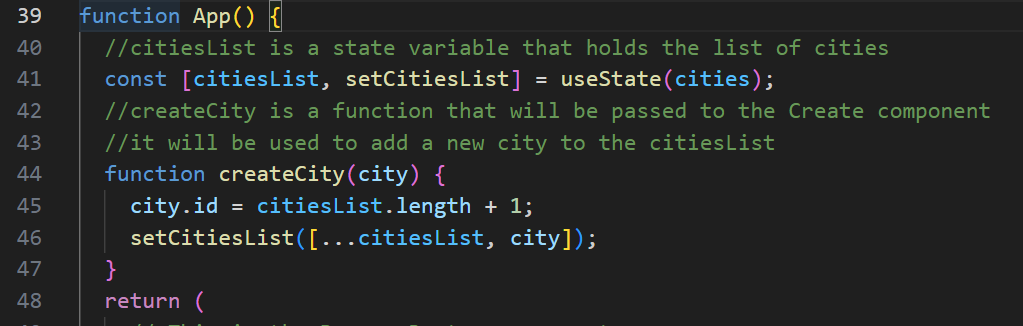 39 function App() {
40 //citiesList is a state variable that holds the list of cities
41 const [citiesList, setCitiesList] = useState(cities);
42 //createCity is a function that will be passed to the Create component
43 //it will be used to add a new city to the citiesList
44 function createCity(city) {
45 city.id = citiesList.length + 1;
46 setCitiesList([...citiesList, city]);
47 }
48 return (